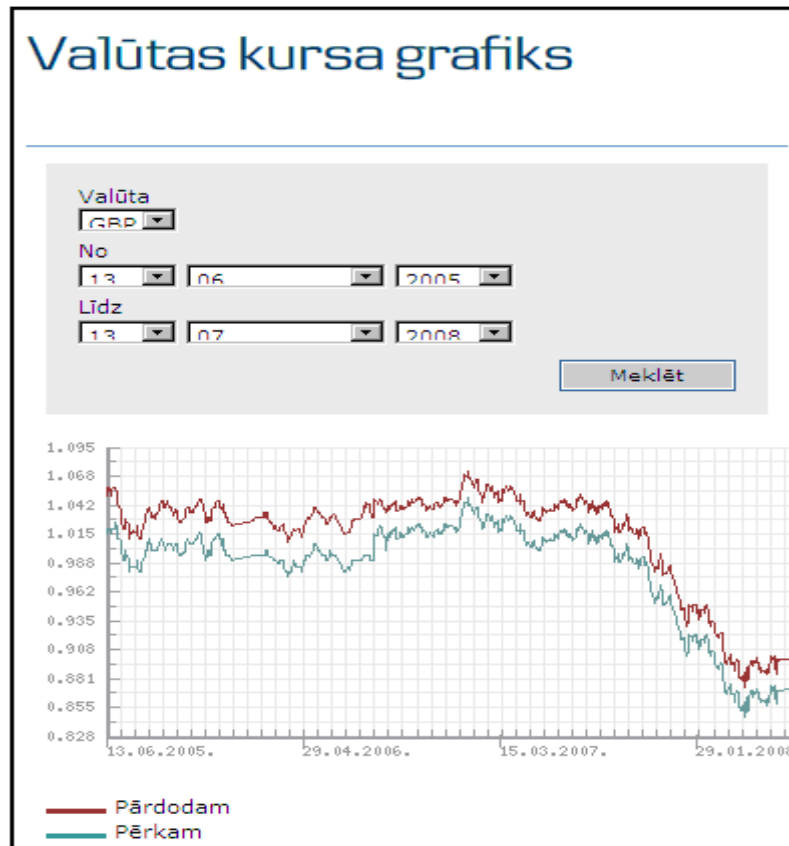 Valūtas kursa grafiks
Valūta
GBP
No
13 06 2005
Līdz
13 07 2008
Meklēt
1.095
1.068
1.042
1.015
0.988
0.962
0.935
0.908
0.881
0.855
0.828
13.06.2005. 29.04.2006. 15.03.2007. 29.01.2008
Pārdodam
Pērkam